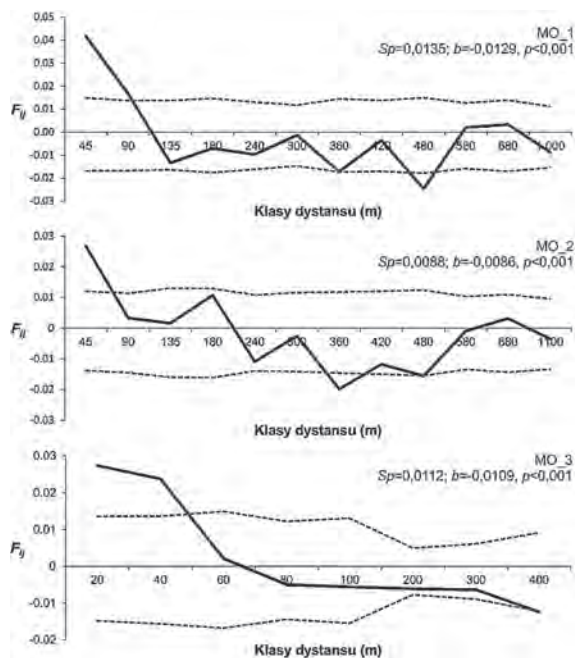 0.05
MO_1
Sp=0,0135; b=-0,0129, p<0,001
0.04
0.03
0.02
0.01
0.00
-0.01
-0.02
-0.03
Fij
45 90 135 180 240 300 360 420 480 580 680 1000
Klasy dystansu (m)
0.03
MO_2
Sp=0,0088; b=-0,0086, p<0,001
0.02
0.01
0
-0.01
-0.02
-0.03
Fij
45 90 135 180 240 300 360 420 480 580 680 1100
Klasy dystansu (m)
0.03
MO_3
Sp=0,0112; b=-0,0109, p<0,001
0.02
0.01
0
-0.01
-0.02
Fij
20 40 60 80 100 200 300 400
Klasy dystansu (m)